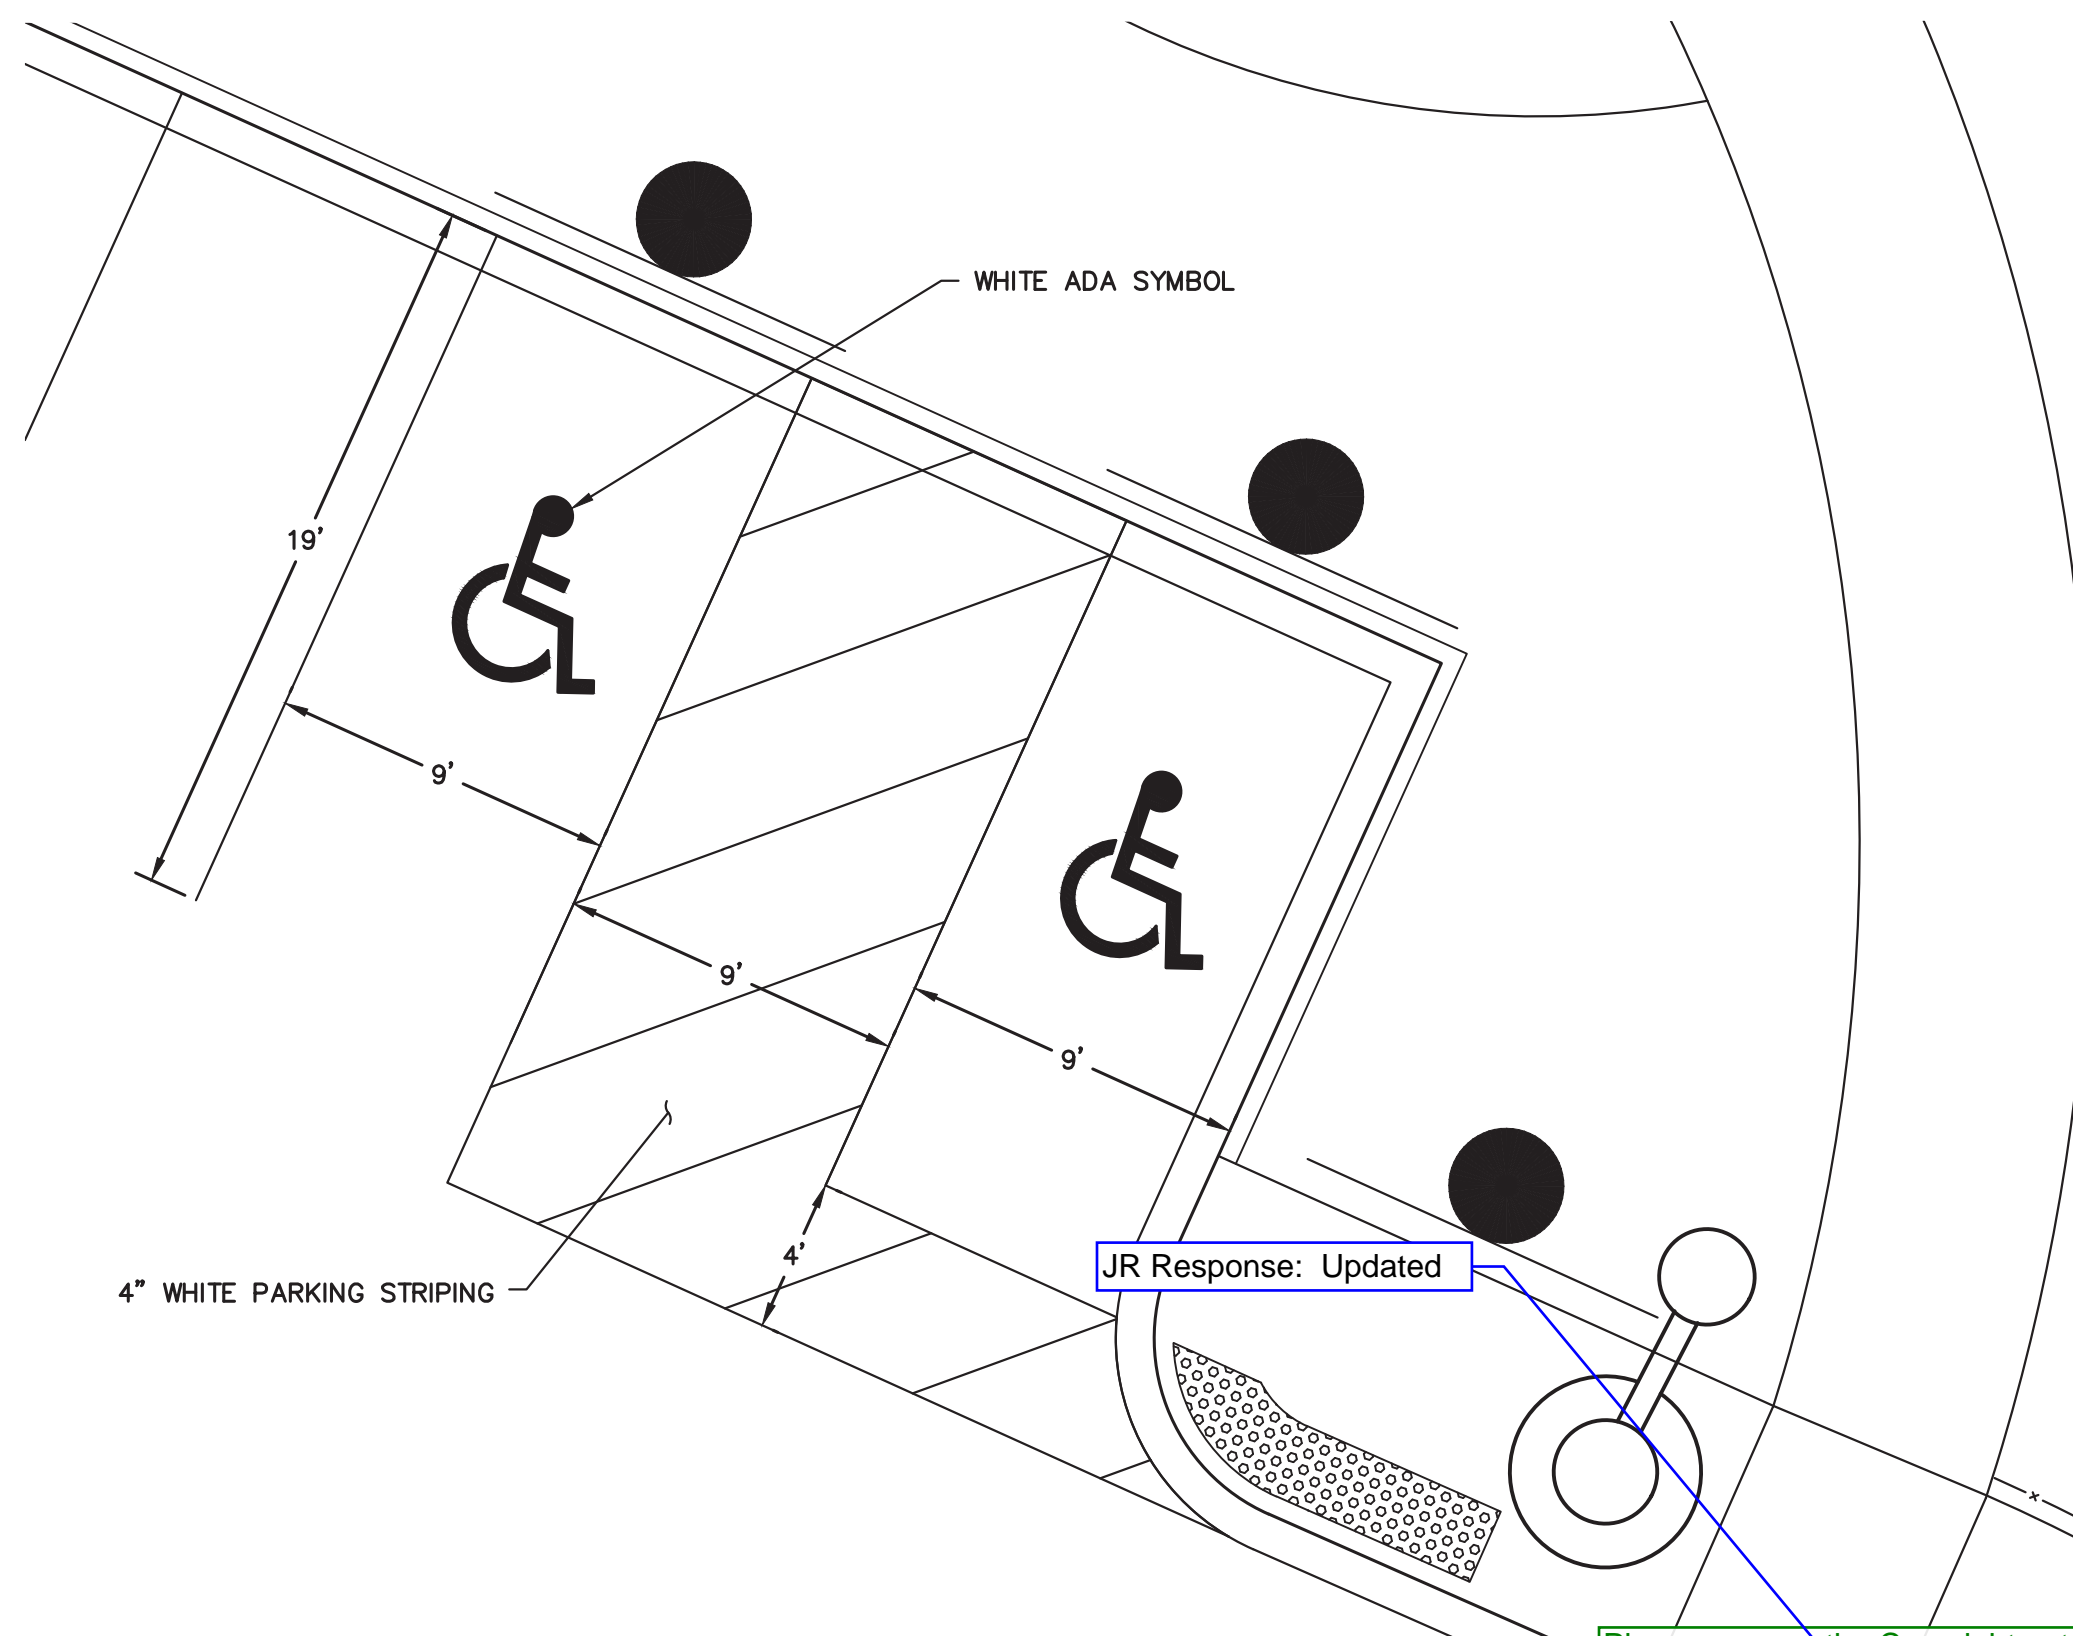 WHITE ADA SYMBOL
19'
9'
9'
9'
4'
JR Response:  Updated
4" WHITE PARKING STRIPING
x